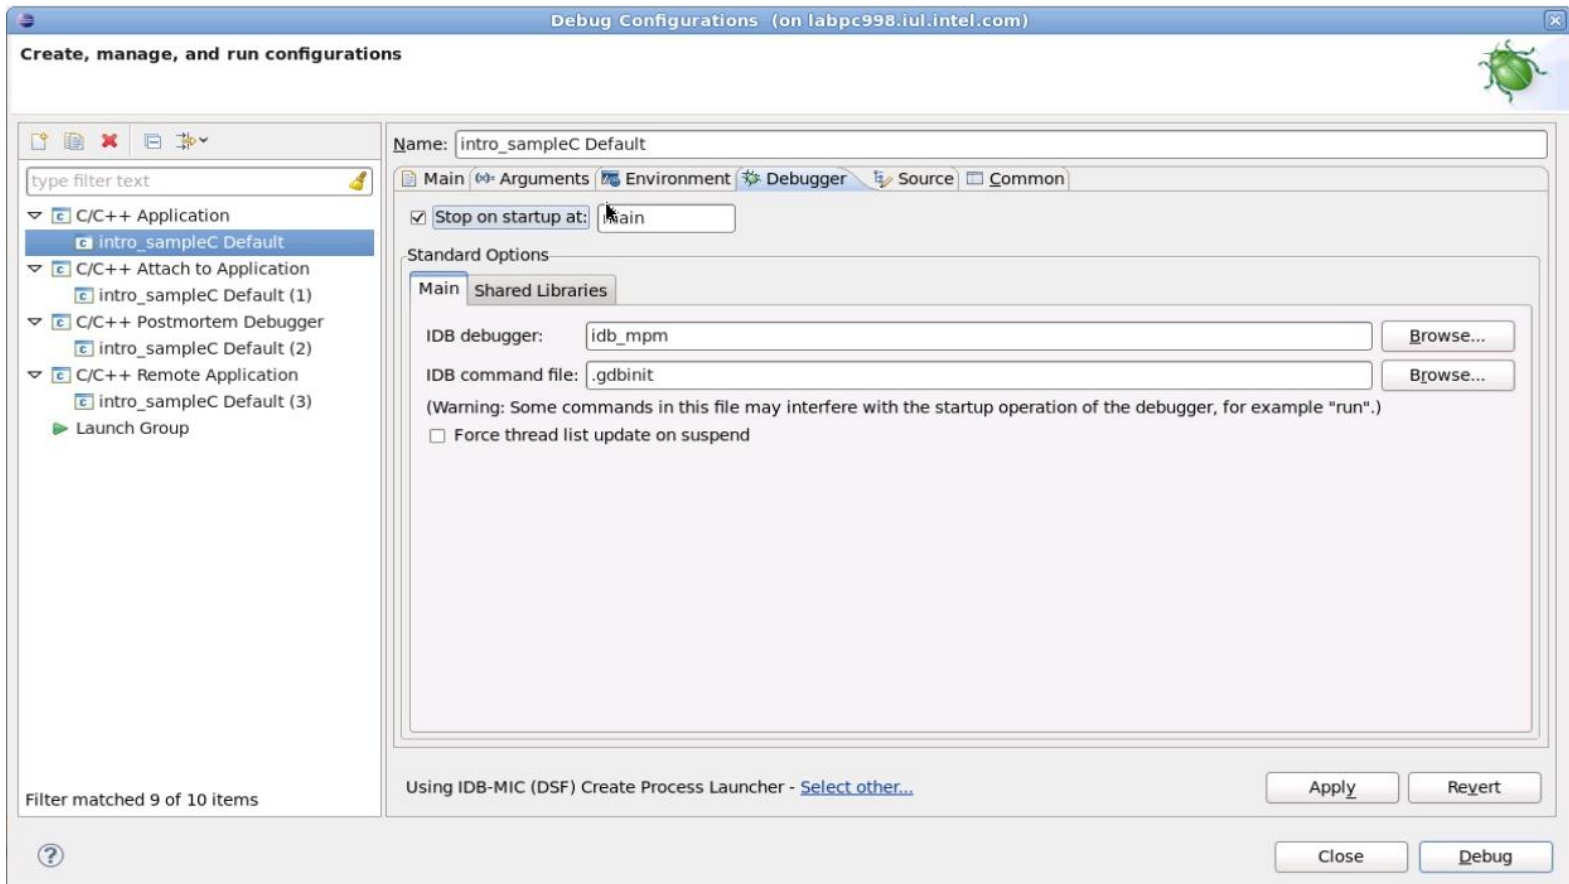 Debug Configurations (on labpc998.iul.intel.com)
Create, manage, and run configurations
Name: intro_sampleC Default
type filter text
Main Arguments Environment Debugger Source Common
C/C++ Application
intro_sampleC Default
C/C++ Attach to Application
intro_sampleC Default (1)
C/C++ Postmortem Debugger
intro_sampleC Default (2)
C/C++ Remote Application
intro_sampleC Default (3)
Launch Group
Filter matched 9 of 10 items
Stop on startup at: main
Standard Options
Main Shared Libraries
IDB debugger: idb_mpm Browse...
IDB command file: .gdbinit Browse...
(Warning: Some commands in this file may interfere with the startup operation of the debugger, for example "run".)
Force thread list update on suspend
Using IDB-MIC (DSF) Create Process Launcher - Select other... Apply Revert
? Close Debug